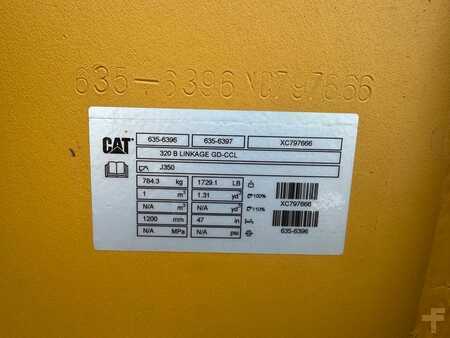 635-6396 XC797666
CAT 635-6396 635-6397 XC797666
320 B LINKAGE GD-CCL
J350
784.3 kg 1729.1 LB
1 m³ 1.31 yd³ 100%
N/A m³ N/A yd³ 110%
1200 mm 47 in
N/A MPa N/A psi
XC797666
635-6396